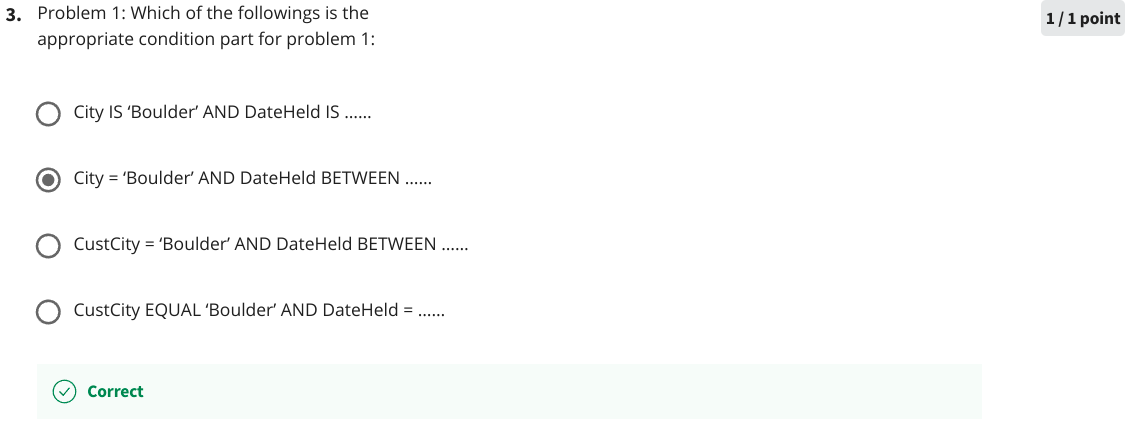 3. Problem 1: Which of the followings is the
1 / 1 point
appropriate condition part for problem 1:
City IS ‘Boulder’ AND DateHeld IS ......
City = ‘Boulder’ AND DateHeld BETWEEN ......
CustCity = ‘Boulder’ AND DateHeld BETWEEN ......
CustCity EQUAL ‘Boulder’ AND DateHeld = ......
Correct